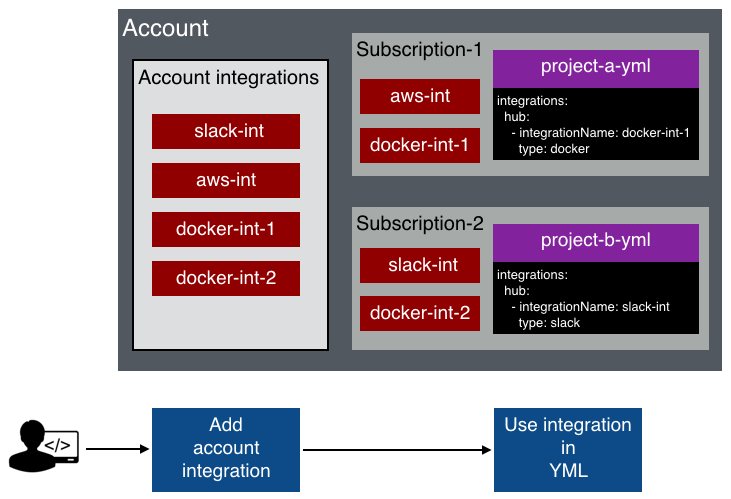 Account
Account integrations
slack-int
aws-int
docker-int-1
docker-int-2
Subscription-1
aws-int
docker-int-1
project-a-yml
integrations:
hub:
- integrationName: docker-int-1
type: docker
Subscription-2
slack-int
docker-int-2
project-b-yml
integrations:
hub:
- integrationName: slack-int
type: slack
</>
Add
account
integration
Use integration
in
YML